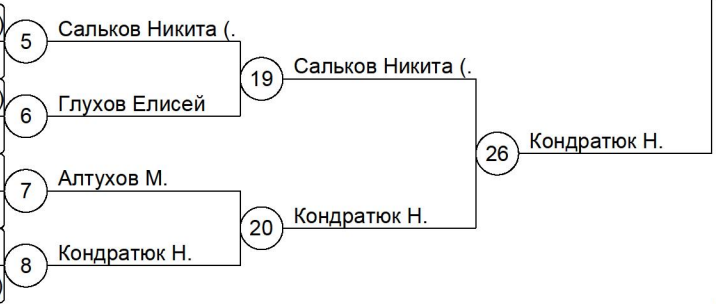 5
Сальков Никита (.
19
Сальков Никита (.
6
Глухов Елисей
26
Кондратюк Н.
7
Алтухов М.
20
Кондратюк Н.
8
Кондратюк Н.